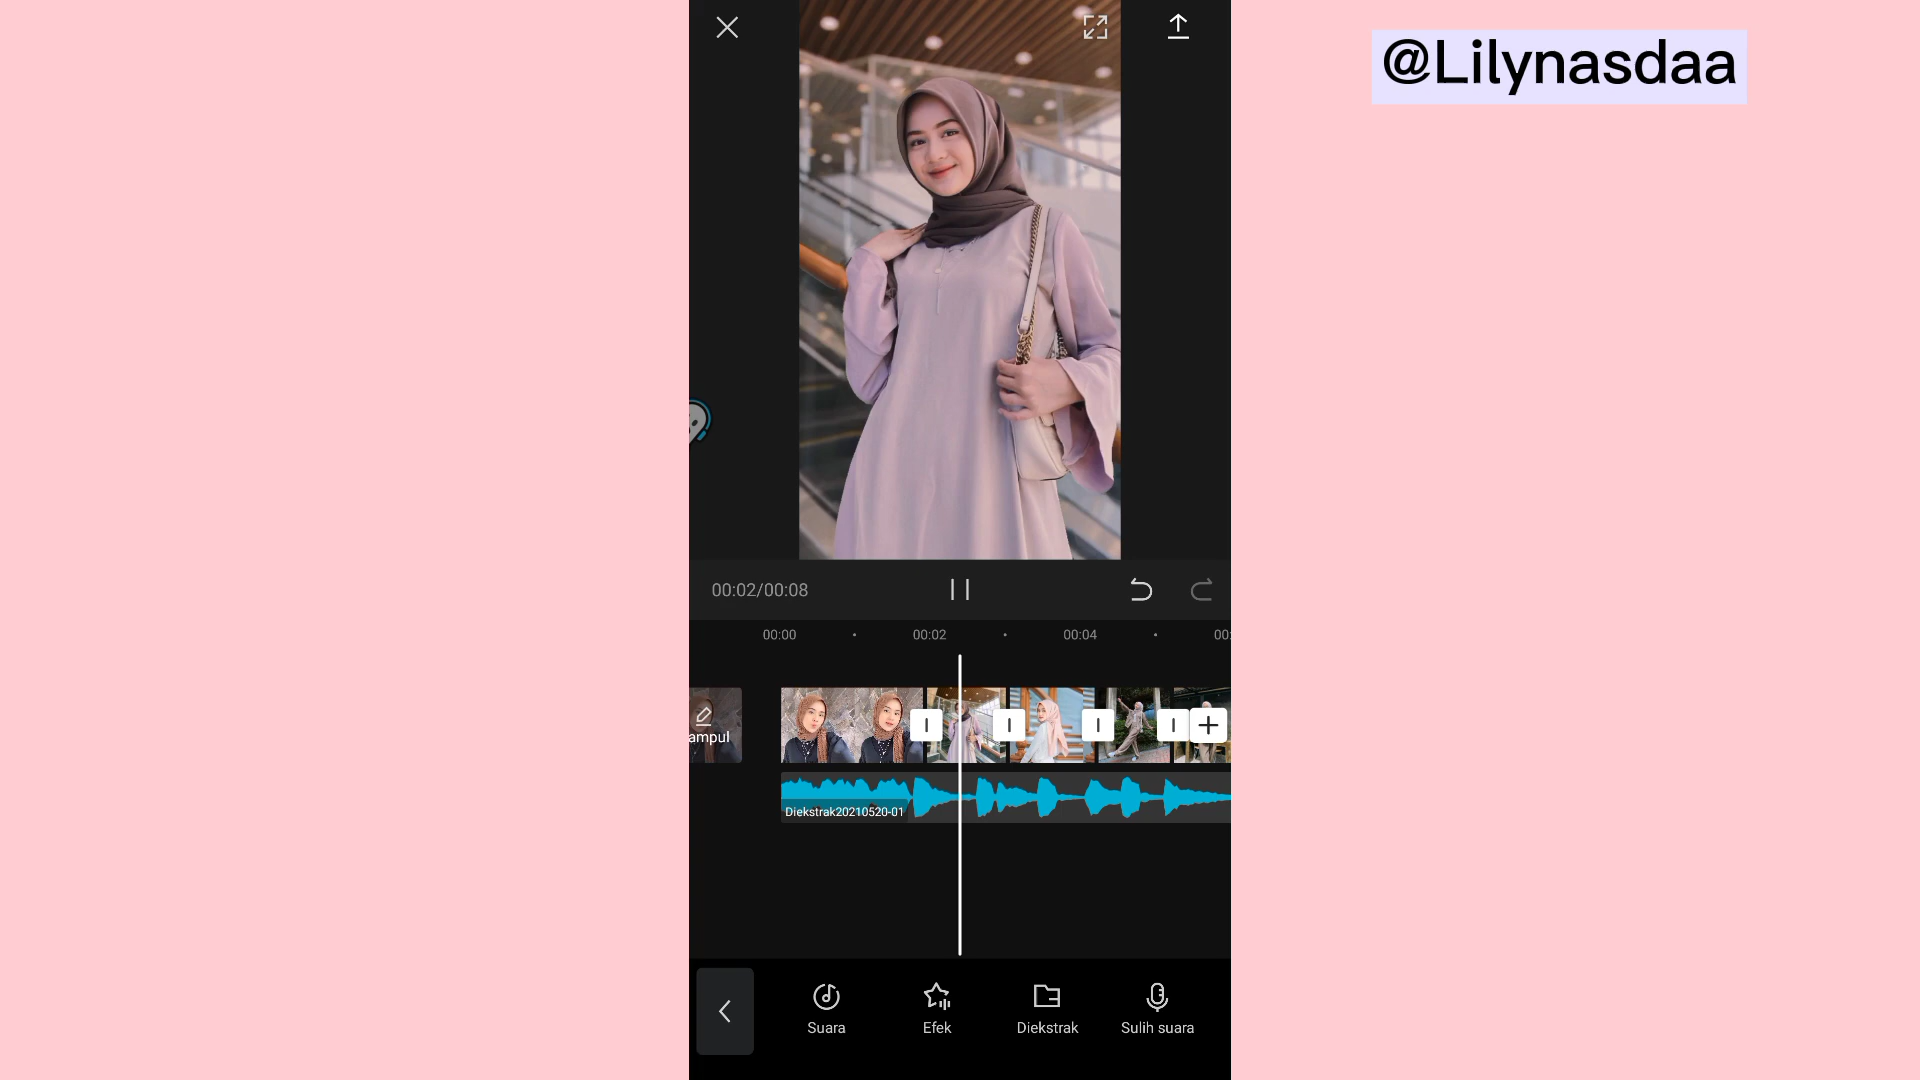 @Lilynasdaa
00:02/00:08
00:00
00:02
00:04
00:
ampul
Diekstrak20210520-01
Suara
Efek
Diekstrak
Sulih suara